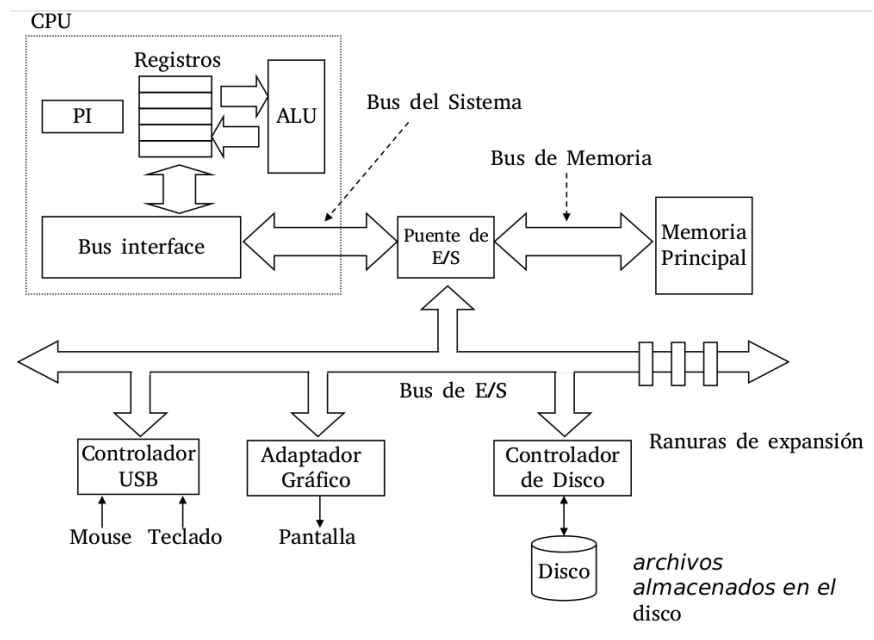 CPU
Registros
PI
ALU
Bus del Sistema
Bus de Memoria
Bus interface
Puente de
E/S
Memoria
Principal
Bus de E/S
Ranuras de expansión
Controlador
USB
Adaptador
Gráfico
Controlador
de Disco
Mouse
Teclado
Pantalla
Disco
archivos
almacenados en el
disco